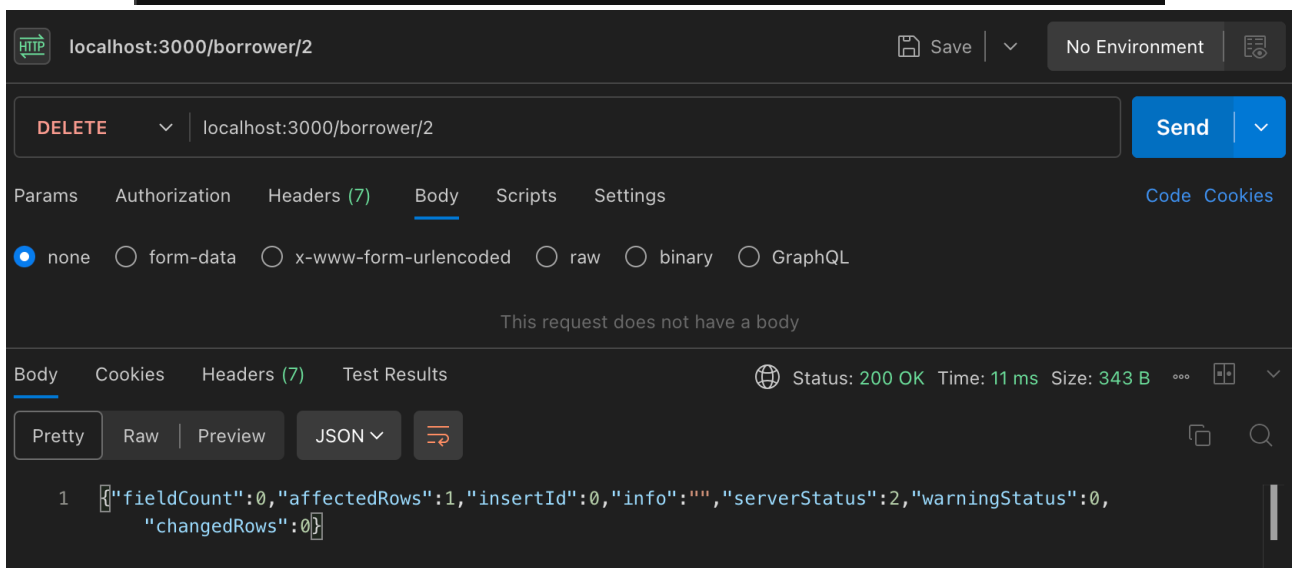 HTTP localhost:3000/borrower/2 Save No Environment
DELETE localhost:3000/borrower/2 Send
Params Authorization Headers (7) Body Scripts Settings Code Cookies
none form-data x-www-form-urlencoded raw binary GraphQL
This request does not have a body
Body Cookies Headers (7) Test Results Status: 200 OK Time: 11 ms Size: 343 B
Pretty Raw Preview JSON
1 {"fieldCount":0,"affectedRows":1,"insertId":0,"info":"","serverStatus":2,"warningStatus":0,
"changedRows":0}